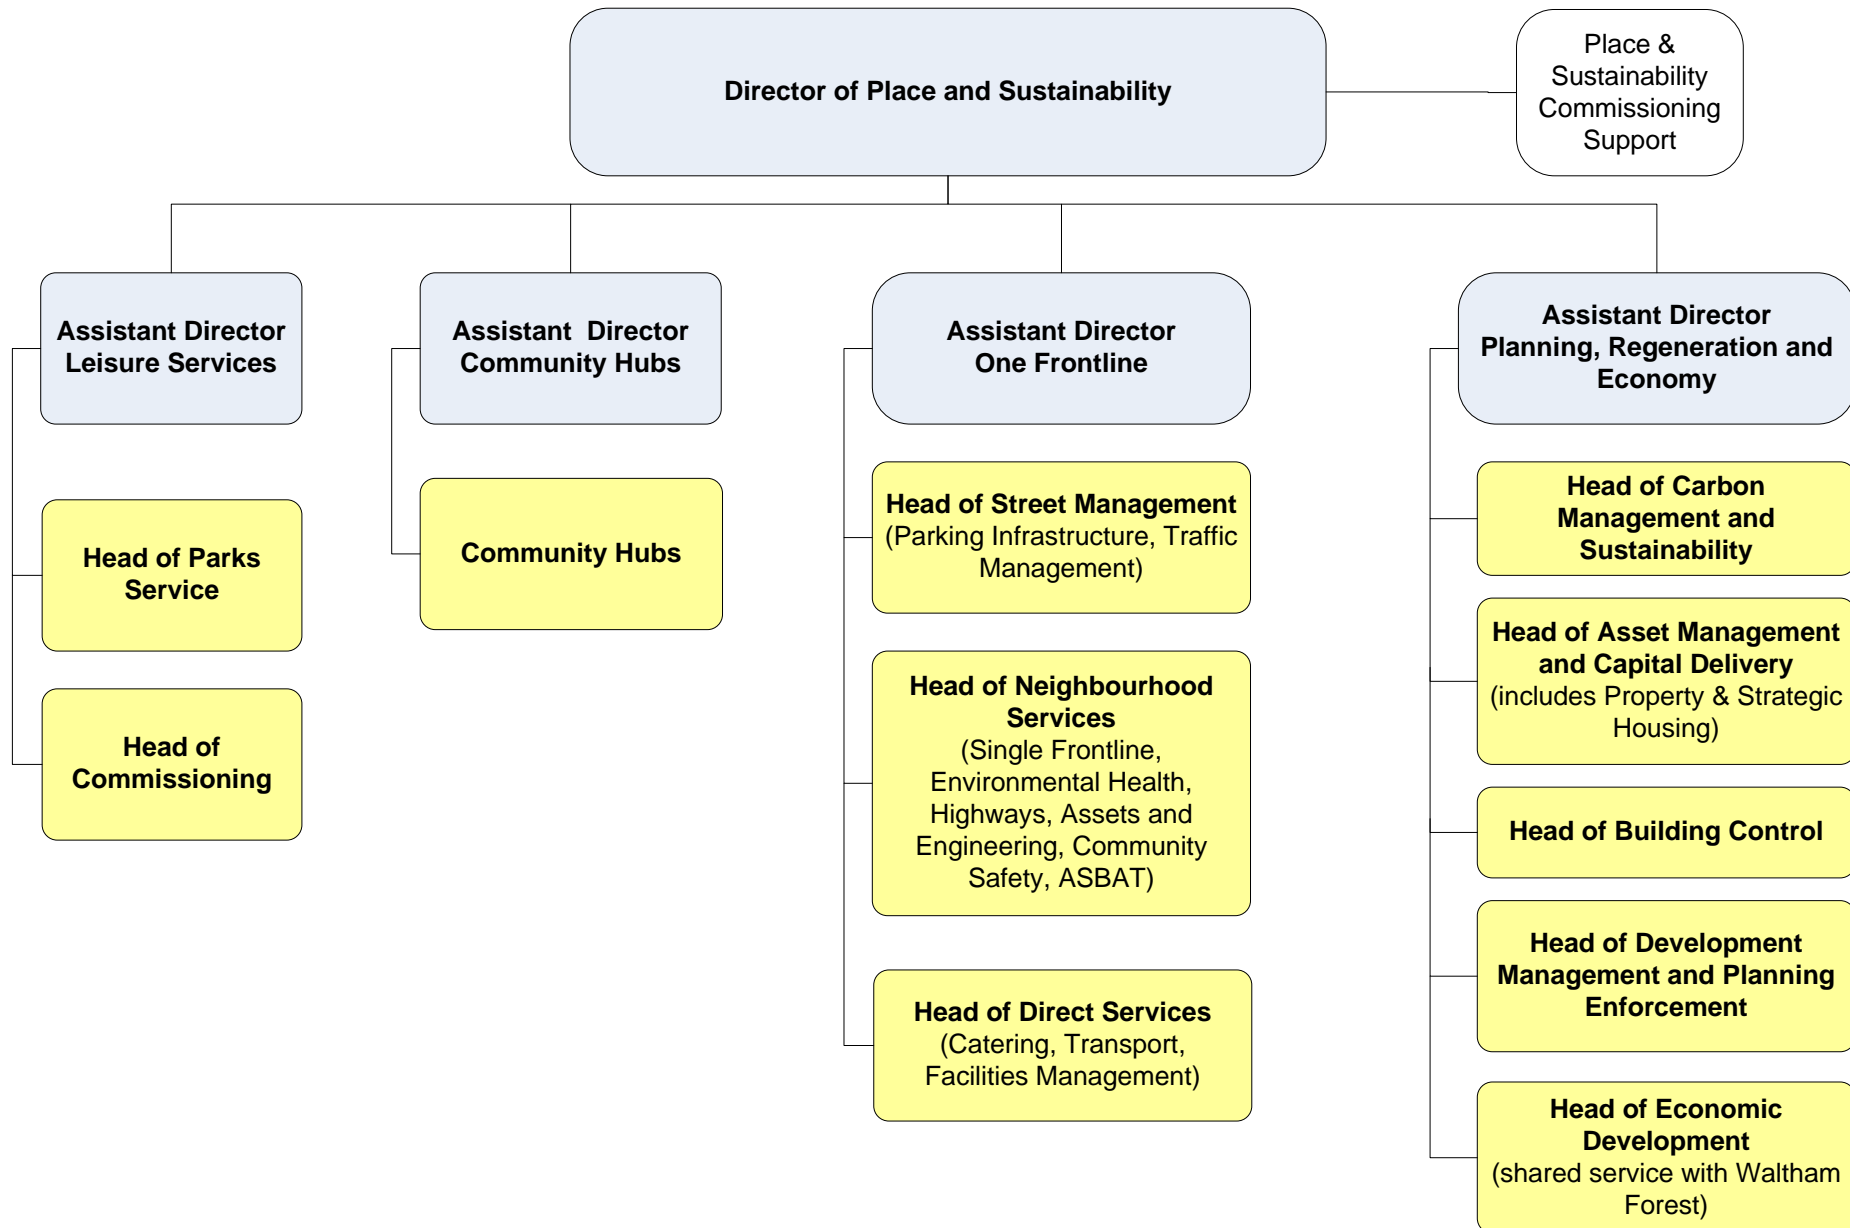 Director of Place and Sustainability
Place &
Sustainability
Commissioning
Support
Assistant Director
Leisure Services
Head of Parks
Service
Head of
Commissioning
Assistant  Director
Community Hubs
Community Hubs
Assistant Director
One Frontline
Head of Street Management
(Parking Infrastructure, Traffic
Management)
Head of Neighbourhood
Services
(Single Frontline,
Environmental Health,
Highways, Assets and
Engineering, Community
Safety, ASBAT)
Head of Direct Services
(Catering, Transport,
Facilities Management)
Assistant Director
Planning, Regeneration and
Economy
Head of Carbon
Management and
Sustainability
Head of Asset Management
and Capital Delivery
(includes Property & Strategic
Housing)
Head of Building Control
Head of Development
Management and Planning
Enforcement
Head of Economic
Development
(shared service with Waltham
Forest)